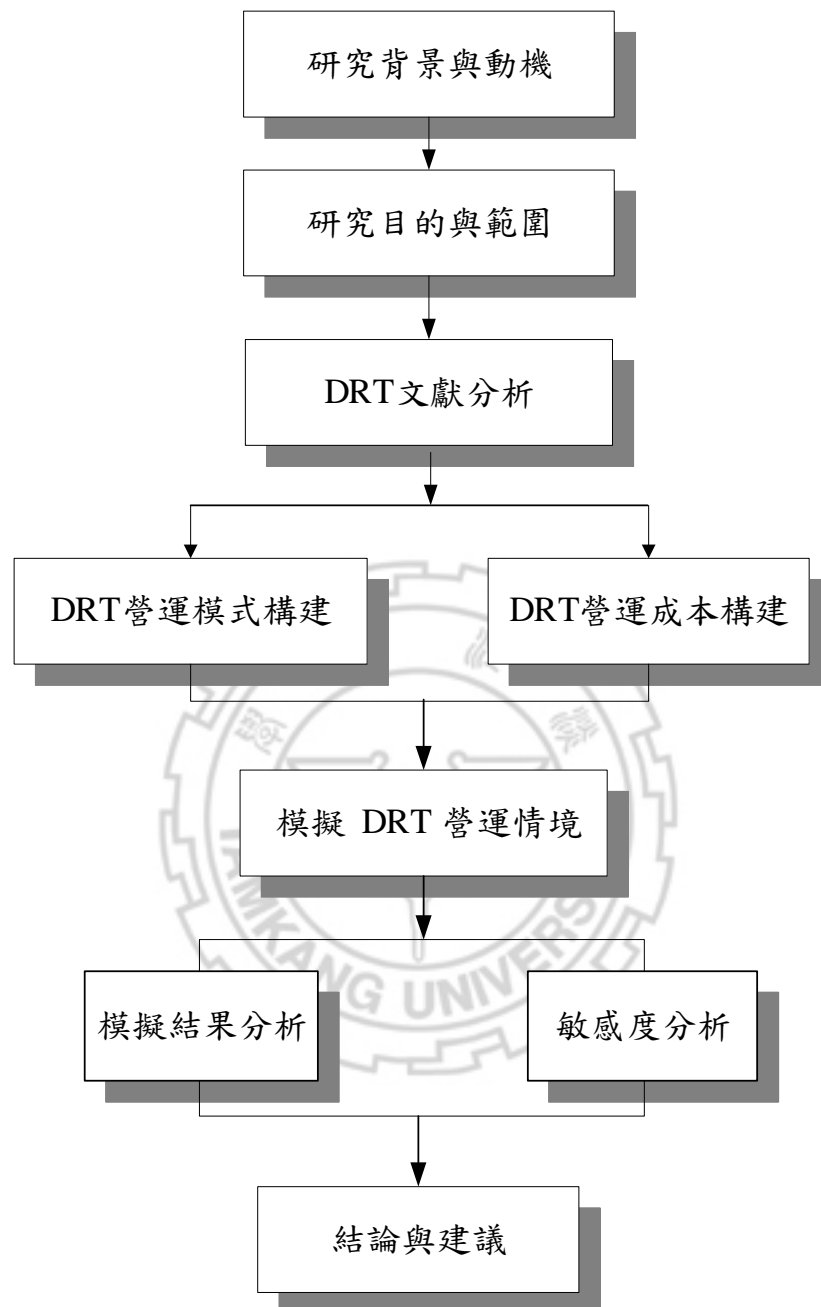 研究背景與動機
研究目的與範圍
DRT文獻分析
DRT營運模式構建
DRT營運成本構建
模擬 DRT 營運情境
TAMKANG UNIVERS
模擬結果分析
敏感度分析
結論與建議